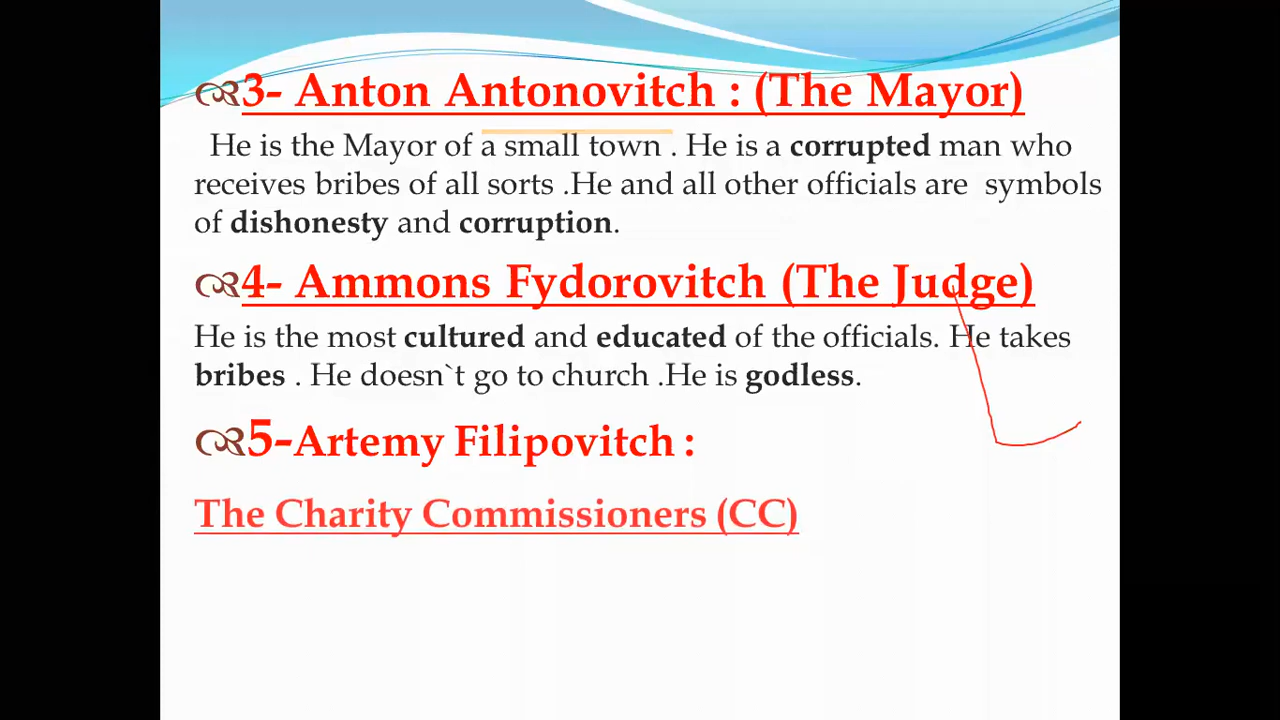 3- Anton Antonovitch : (The Mayor)
He is the Mayor of a small town . He is a corrupted man who
receives bribes of all sorts .He and all other officials are symbols
of dishonesty and corruption.
4- Ammons Fydorovitch (The Judge)
He is the most cultured and educated of the officials. He takes
bribes . He doesn`t go to church .He is godless.
5-Artemy Filipovitch :
The Charity Commissioners (CC)